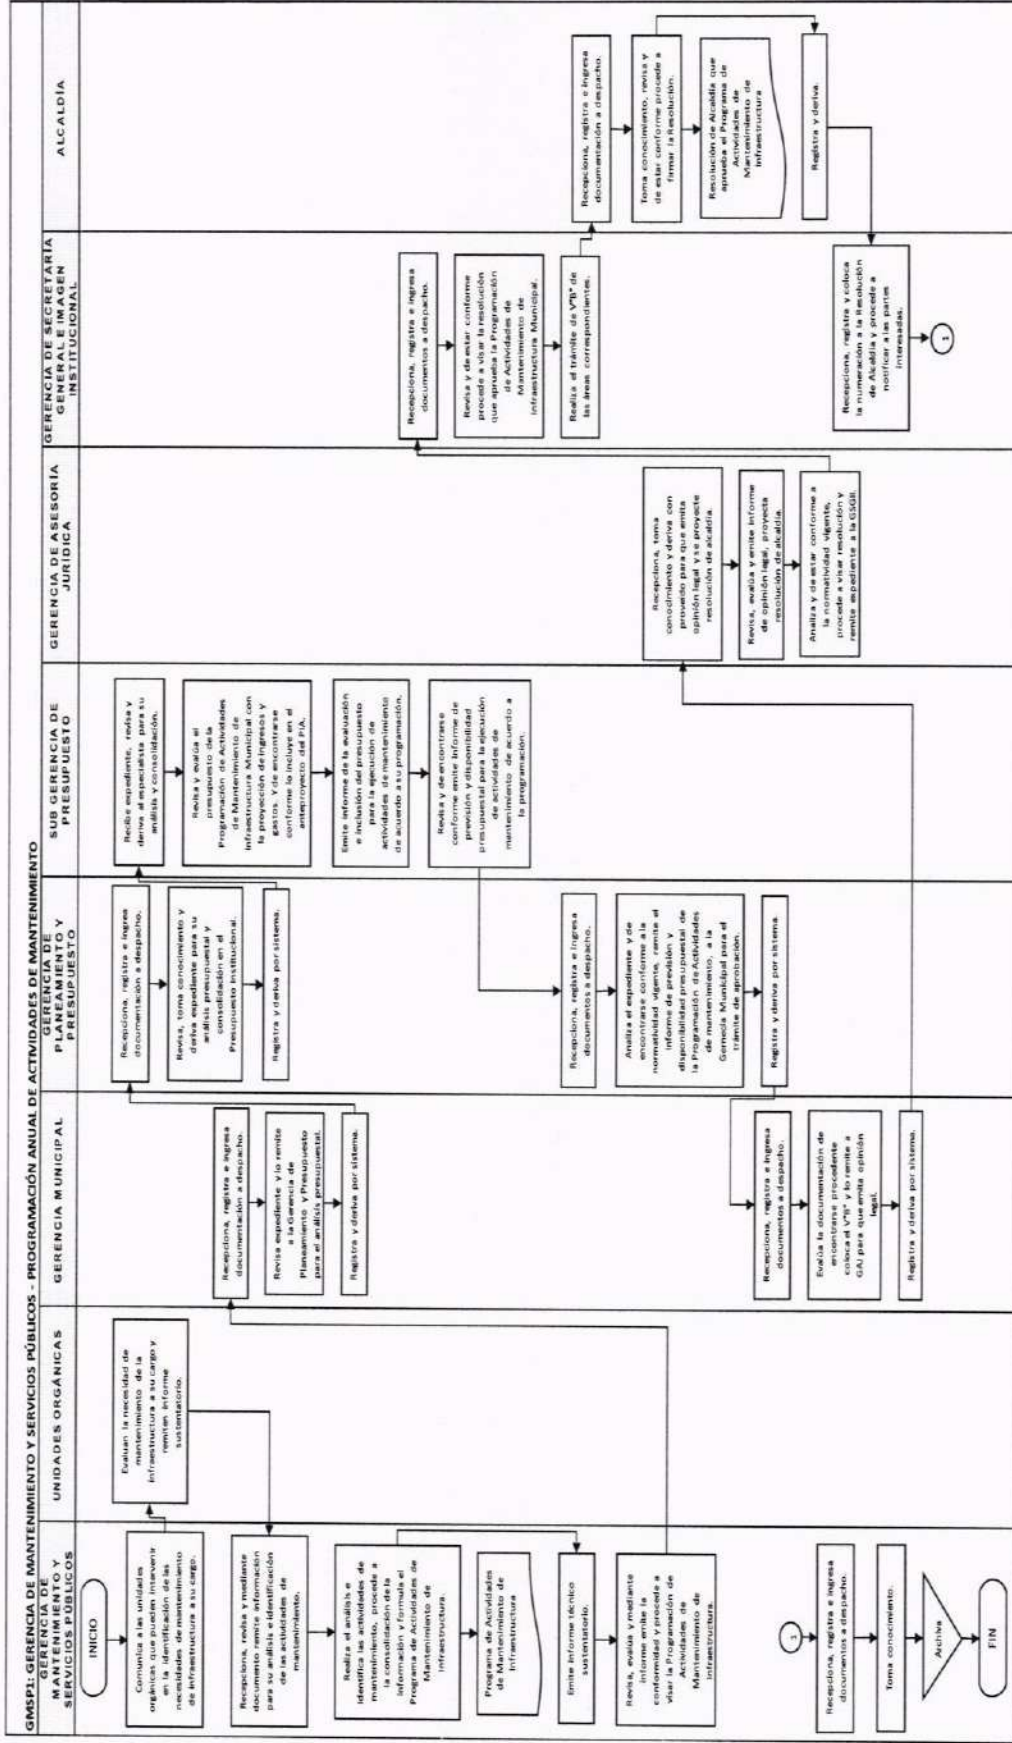 GMSP1: GERENCIA DE MANTENIMIENTO Y SERVICIOS PÚBLICOS - PROGRAMACIÓN ANUAL DE ACTIVIDADES DE MANTENIMIENTO
GERENCIA DE
MANTENIMIENTO Y
SERVICIOS PÚBLICOS
UNIDADES ORGÁNICAS
GERENCIA MUNICIPAL
GERENCIA DE
PLANEAMIENTO Y
PRESUPUESTO
SUB GERENCIA DE
PRESUPUESTO
GERENCIA DE ASESORÍA
JURÍDICA
GERENCIA DE SECRETARÍA
GENERAL E IMAGEN
INSTITUCIONAL
ALCALDÍA
INICIO
Comunica a las unidades
orgánicas que pueden intervenir
en la identificación de las
necesidades de mantenimiento
de infraestructura a su cargo.
Evaluan la necesidad de
mantenimiento de la
infraestructura a su cargo y
remiten informe
sustentatorio.
Recepciona, revisa y mediante
documento remite información
para su análisis e identificación
de las actividades de
mantenimiento.
Realiza el análisis e
identifica las actividades de
mantenimiento, procede a
la consolidación de la
información y formula el
Programa de Actividades de
Mantenimiento de
Infraestructura.
Programa de Actividades
de Mantenimiento de
Infraestructura
Emite informe técnico
sustentatorio.
Revisa, evalúa y mediante
informe emite la
conformidad y procede a
visar la Programación de
Actividades de
Mantenimiento de
Infraestructura.
Recepciona, registra e ingresa
documentación a despacho.
Revisa expediente y lo remite
a la Gerencia de
Planeamiento y Presupuesto
para el análisis presupuestal.
Registra y deriva por sistema.
Recepciona, registra e ingrea
documentación a despacho.
Revisa, toma conocimiento y
deriva expediente para su
análisis presupuestal y
consolidación en el
Presupuesto Institucional.
Registra y deriva por sistema.
Recibe expediente, revisa y
deriva al especialista para su
análisis y consolidación.
Revisa y evalúa el
presupuesto de la
Programación de Actividades
de Mantenimiento de
Infraestructura Municipal con
la proyección de ingresos y
gastos. Y de encontrarse
conforme lo incluye en el
anteproyecto del PIA.
Emite informe de la evaluación
e inclusión del presupuesto
para la ejecución de
actividades de mantenimiento
de acuerdo a su programación.
Revisa y de encontrarse
conforme emite Informe de
previsión y disponibilidad
presupuestal para la ejecución
de actividades de
mantenimiento de acuerdo a
la programación.
Recepciona, registra e ingresa
documentos a despacho.
Analiza el expediente y de
encontrarse conforme a la
normatividad vigente, remite el
Informe de previsión y
disponibilidad presupuestal de
la Programación de Actividades
de mantenimiento, a la
Gernecia Municipal para el
trámite de aprobación.
Registra y deriva por sistema.
Recepciona, registra e ingresa
documentos a despacho.
Evalúa la documentación de
encontrarse procedente
coloca el V°B° y lo remite a
GAJ para que emita opinión
legal.
Registra y deriva por sistema.
Recepciona, toma
conocimiento y deriva con
proveido para que emita
opinión legal y se proyecte
resolución de alcaldía.
Revisa, evalúa y emite informe
de opinión legal, proyecta
resolución de alcaldía.
Analiza y de estar conforme a
la normatividad vigente,
procede a visar resolución y
remite expediente a la GSGII.
Recepciona, registra e ingresa
documentos a despacho.
Revisa y de estar conforme
procede a visar la resolución
que aprueba la Programación
de Actividades de
Mantenimiento de
Infraestructura Municipal.
Realiza el trámite de V°B° de
las áreas correspondientes.
Recepciona, registra e ingresa
documentación a despacho.
Toma conocimiento, revisa y
de estar conforme procede a
firmar la Resolución.
Resolución de Alcaldía que
aprueba el Programa de
Actividades de
Mantenimiento de
Infraestructura
Registra y deriva.
Recepciona, registra y coloca
la numeración a la Resolución
de Alcaldía y procede a
notificar a las partes
interesadas.
1
1
Recepciona, registra e ingresa
documentos a despacho.
Toma conocimiento.
Archiva
FIN